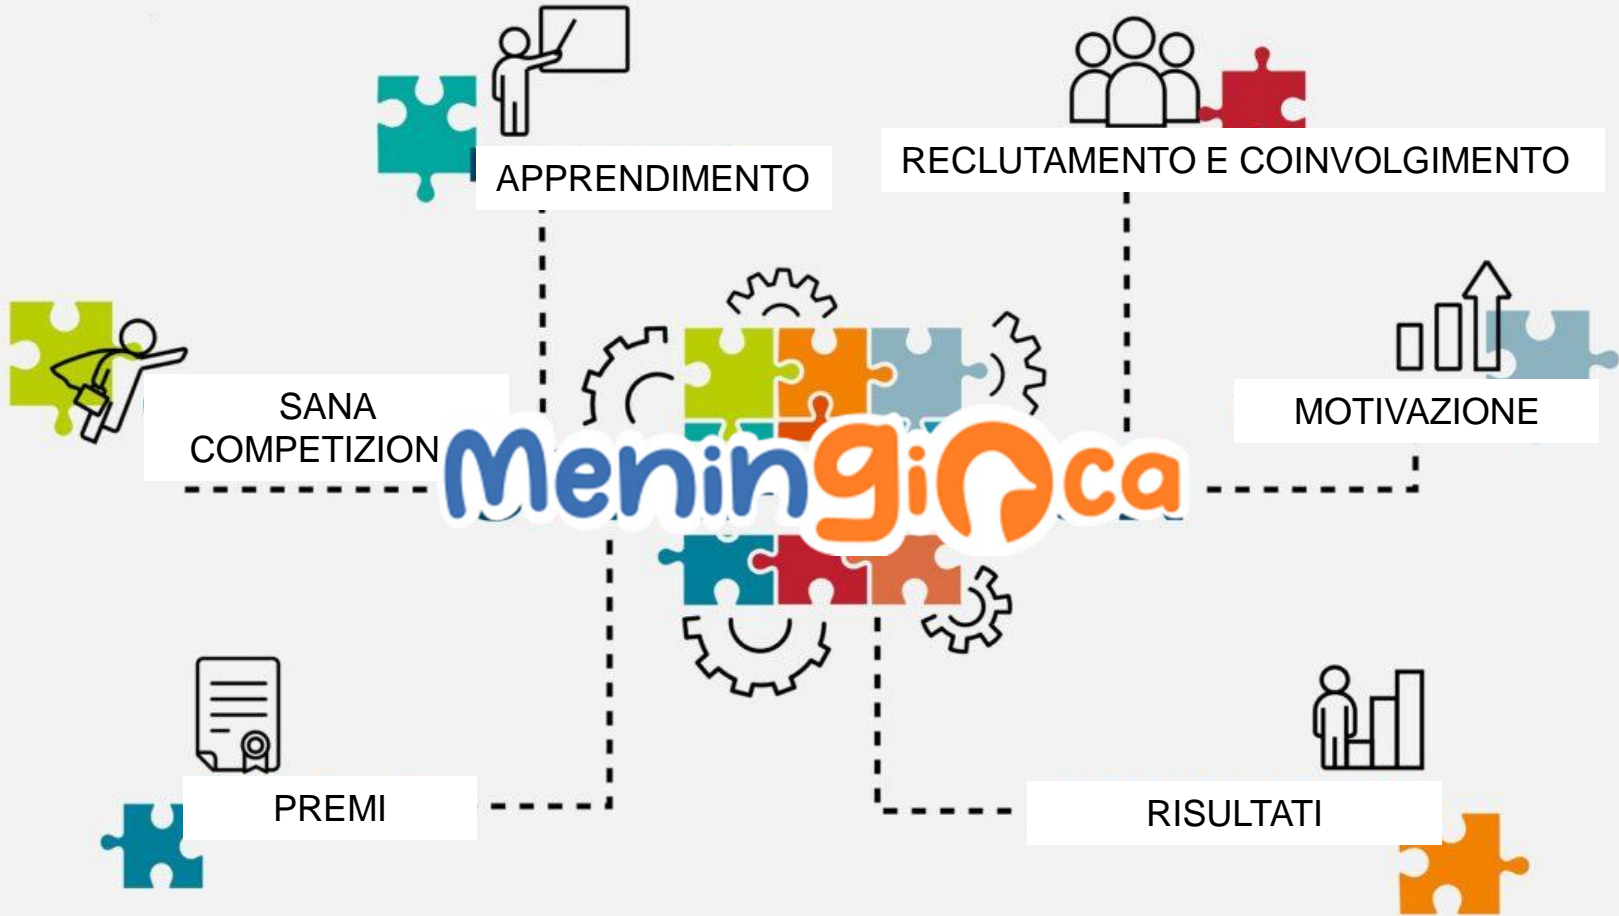 APPRENDIMENTO
RECLUTAMENTO E COINVOLGIMENTO
SANA
COMPETIZION
MOTIVAZIONE
Meningioca
PREMI
RISULTATI